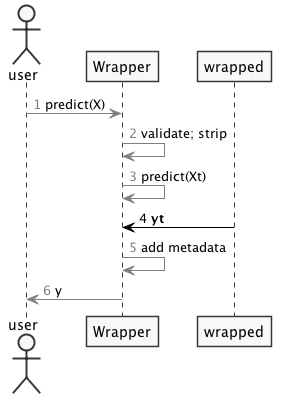 user
Wrapper
wrapped
1 predict(X)
2 validate; strip
3 predict(Xt)
4 yt
5 add metadata
6 y
user
Wrapper
wrapped